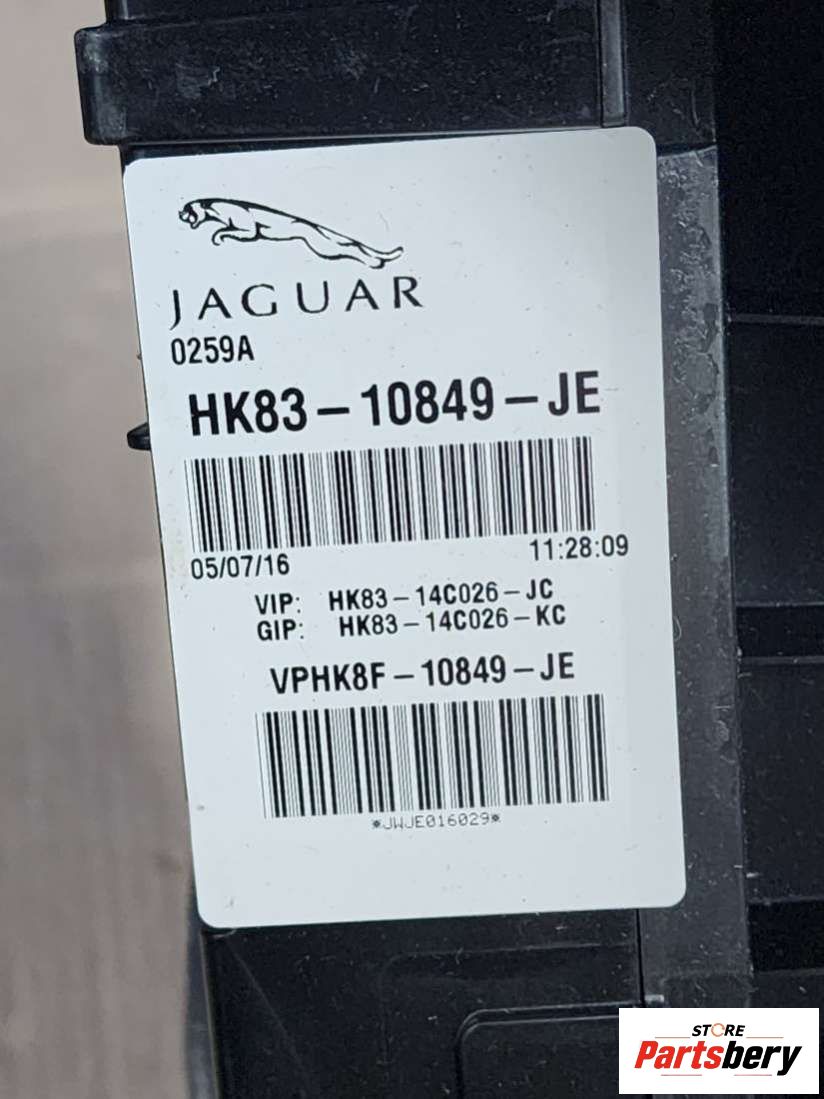 JAGUAR
0259A
HK83-10849-JE
05/07/16 11:28:09
VIP: HK83-14C026-JC
GIP: HK83-14C026-KC
VPHK8F-10849-JE
*JWJE016029*
STORE
Partsbery